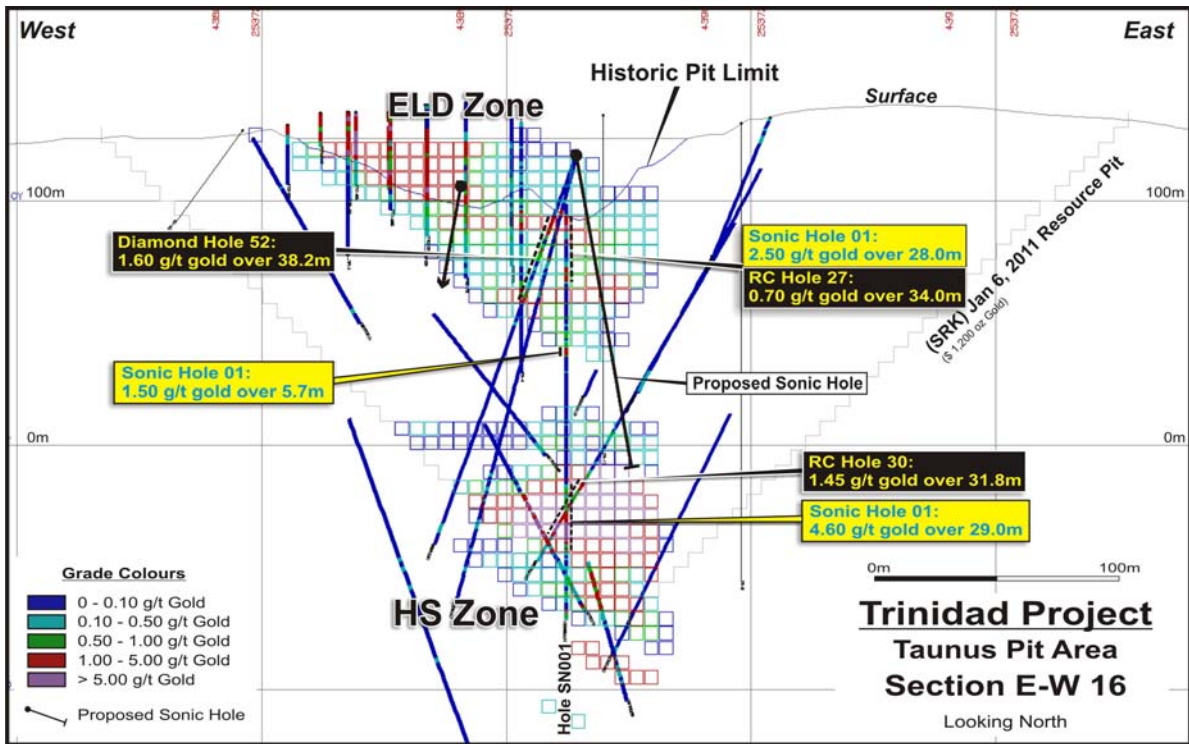 West
East
ELD Zone
Historic Pit Limit
Surface
100m
100m
(SRK) Jan 6, 2011 Resource Pit
($ 1,200 oz Gold)
Diamond Hole 52:
1.60 g/t gold over 38.2m
Sonic Hole 01:
2.50 g/t gold over 28.0m
RC Hole 27:
0.70 g/t gold over 34.0m
Sonic Hole 01:
1.50 g/t gold over 5.7m
Proposed Sonic Hole
0m
0m
RC Hole 30:
1.45 g/t gold over 31.8m
Sonic Hole 01:
4.60 g/t gold over 29.0m
HS Zone
Hole SN001
Grade Colours
0 - 0.10 g/t Gold
0.10 - 0.50 g/t Gold
0.50 - 1.00 g/t Gold
1.00 - 5.00 g/t Gold
> 5.00 g/t Gold
Proposed Sonic Hole
0m
100m
Trinidad Project
Taunus Pit Area
Section E-W 16
Looking North